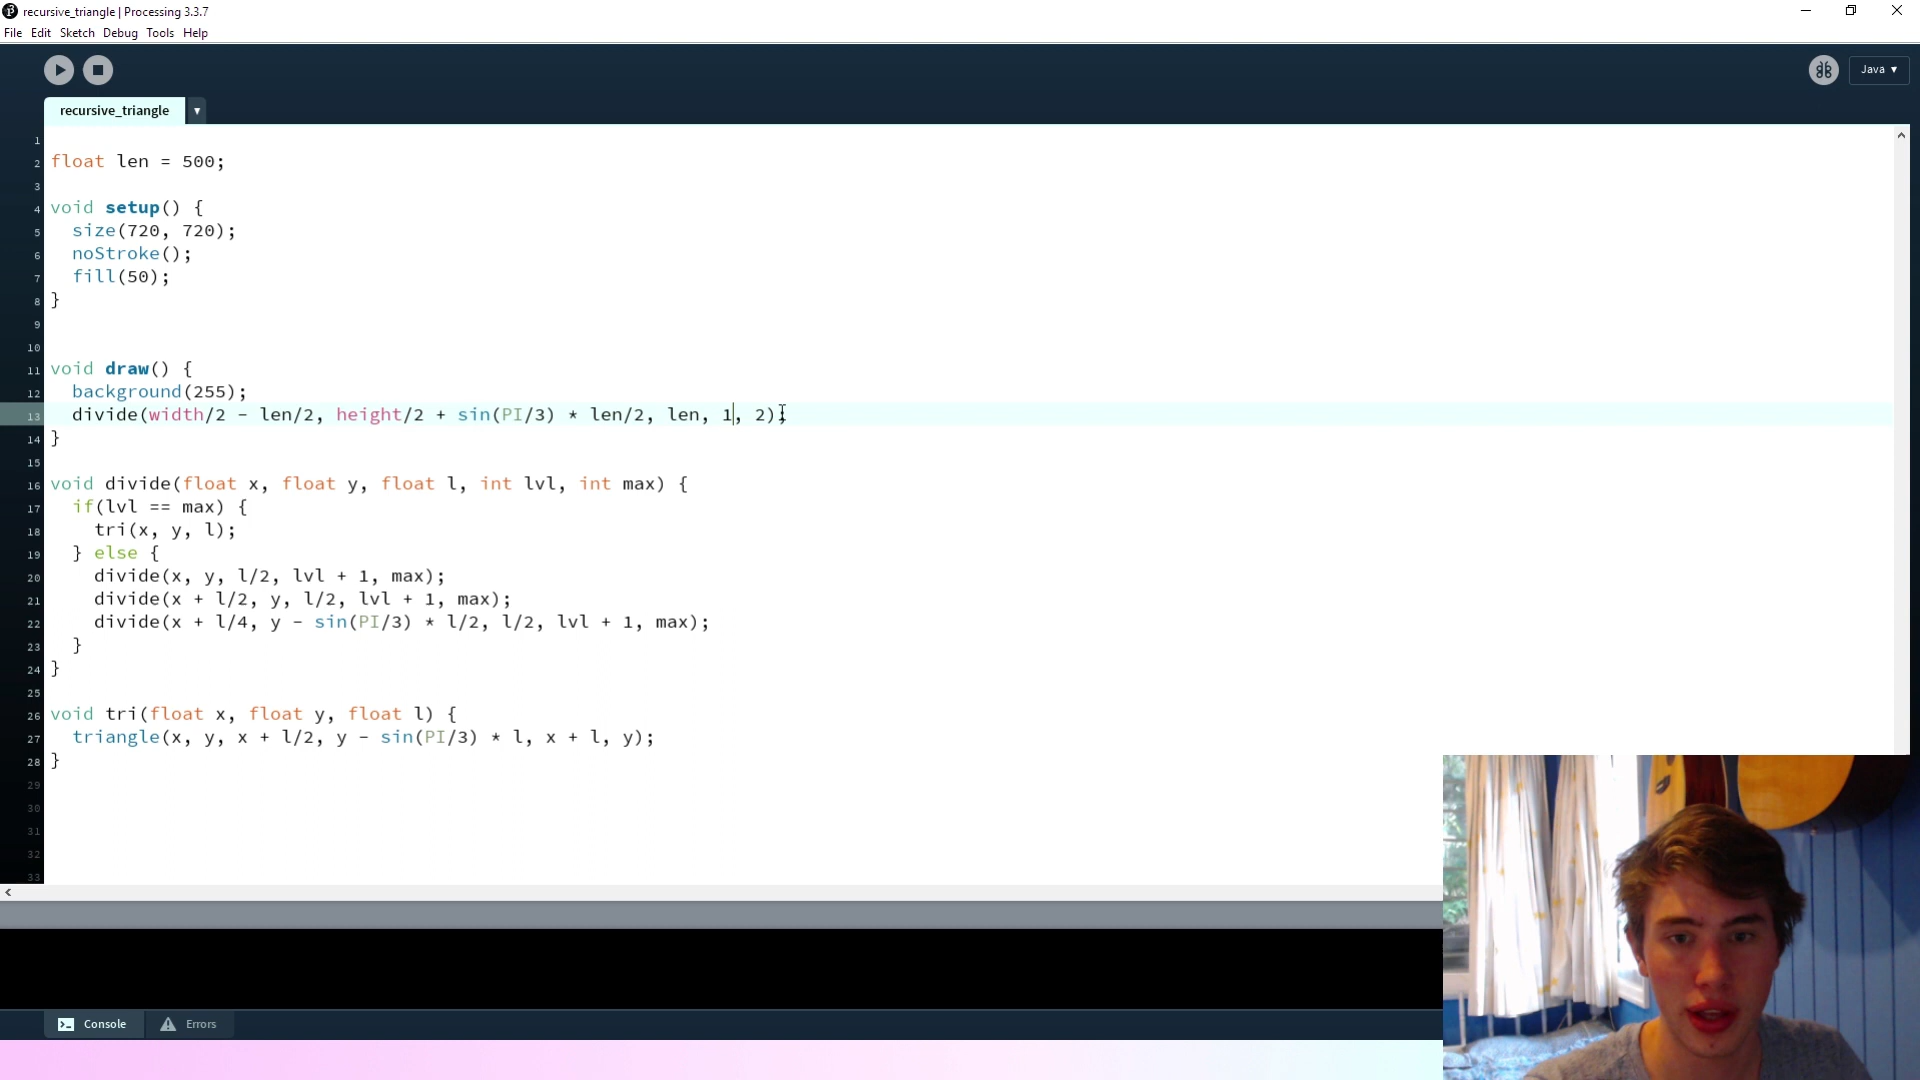 recursive_triangle | Processing 3.3.7
File Edit Sketch Debug Tools Help
Java ▾
recursive_triangle ▾
1
2 float len = 500;
3
4 void setup() {
5   size(720, 720);
6   noStroke();
7   fill(50);
8 }
9
10
11 void draw() {
12   background(255);
13   divide(width/2 - len/2, height/2 + sin(PI/3) * len/2, len, 1, 2);
14 }
15
16 void divide(float x, float y, float l, int lvl, int max) {
17   if(lvl == max) {
18     tri(x, y, l);
19   } else {
20     divide(x, y, l/2, lvl + 1, max);
21     divide(x + l/2, y, l/2, lvl + 1, max);
22     divide(x + l/4, y - sin(PI/3) * l/2, l/2, lvl + 1, max);
23   }
24 }
25
26 void tri(float x, float y, float l) {
27   triangle(x, y, x + l/2, y - sin(PI/3) * l, x + l, y);
28 }
29
30
31
32
33
Console Errors